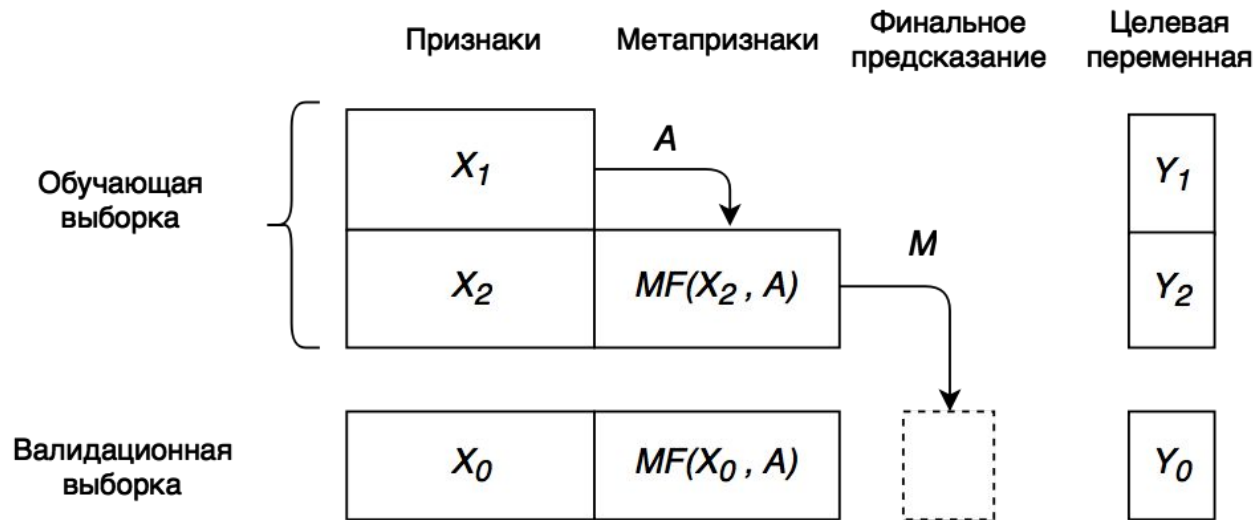 Признаки
Метапризнаки
Финальное
предсказание
Целевая
переменная
Обучающая
выборка
X₁
A
Y₁
X₂
MF(X₂ , A)
M
Y₂
Валидационная
выборка
X₀
MF(X₀ , A)
Y₀